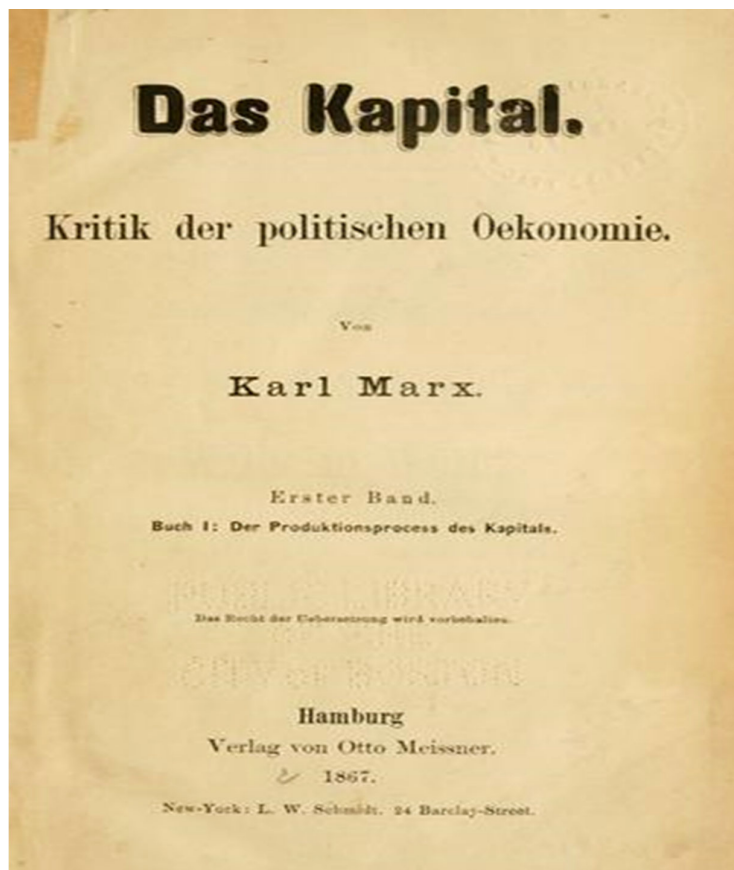 Das Kapital.
Kritik der politischen Oekonomie.
Von
Karl Marx.
Erster Band.
Buch I: Der Produktionsprocess des Kapitals.
Das Recht der Uebersetzung wird vorbehalten.
Hamburg
Verlag von Otto Meissner.
1867.
New-York: L. W. Schmidt. 24 Barclay-Street.